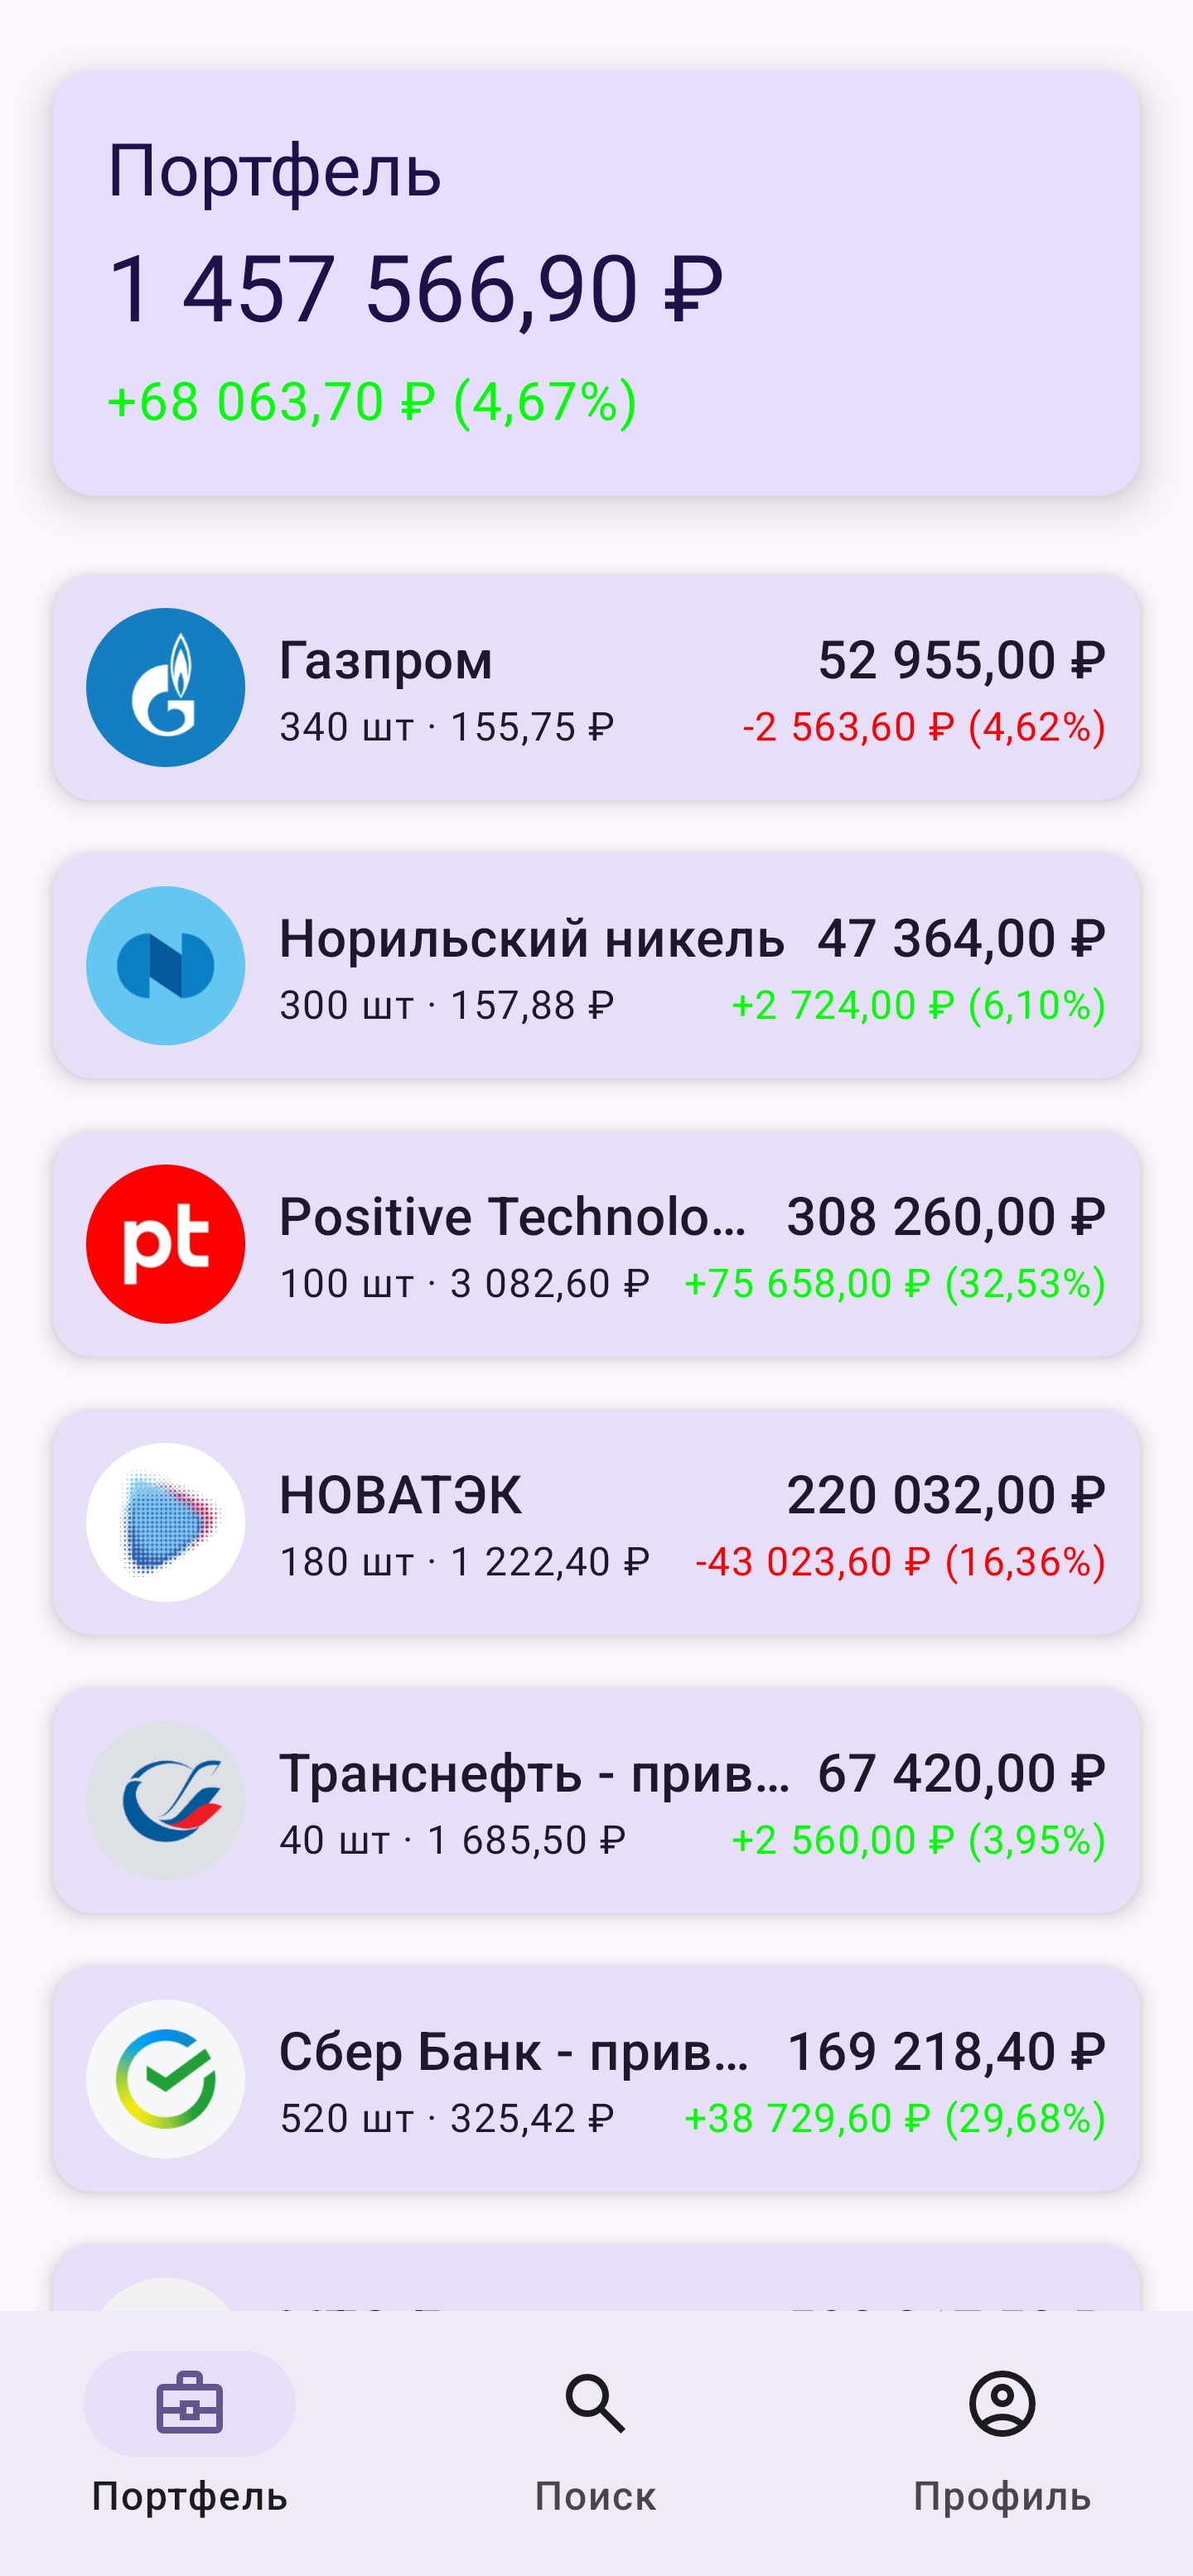 Портфель
1 457 566,90 ₽
+68 063,70 ₽ (4,67%)
Газпром 52 955,00 ₽
340 шт · 155,75 ₽ -2 563,60 ₽ (4,62%)
Норильский никель 47 364,00 ₽
300 шт · 157,88 ₽ +2 724,00 ₽ (6,10%)
pt
Positive Technolo... 308 260,00 ₽
100 шт · 3 082,60 ₽ +75 658,00 ₽ (32,53%)
НОВАТЭК 220 032,00 ₽
180 шт · 1 222,40 ₽ -43 023,60 ₽ (16,36%)
Транснефть - прив... 67 420,00 ₽
40 шт · 1 685,50 ₽ +2 560,00 ₽ (3,95%)
Сбер Банк - прив... 169 218,40 ₽
520 шт · 325,42 ₽ +38 729,60 ₽ (29,68%)
Портфель Поиск Профиль